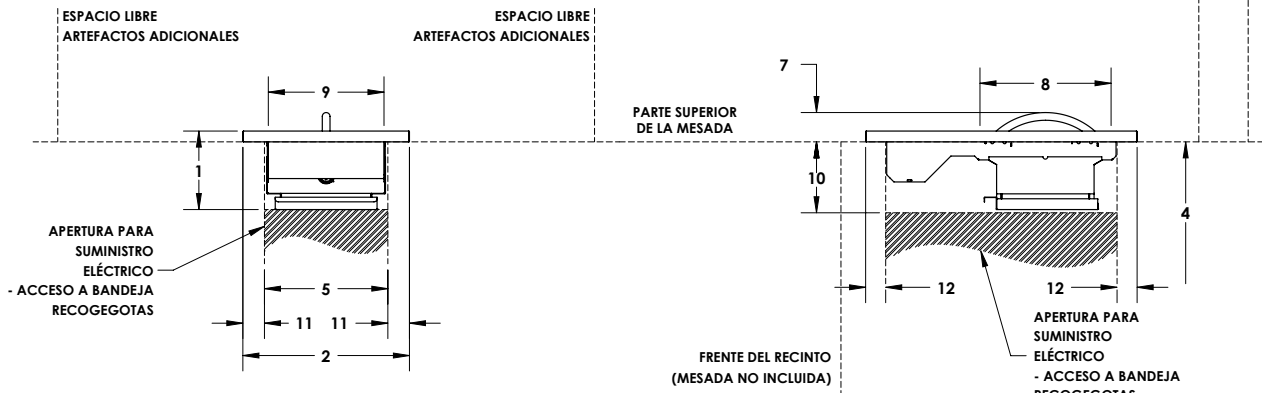 ESPACIO LIBRE
ARTEFACTOS ADICIONALES
ESPACIO LIBRE
ARTEFACTOS ADICIONALES
9
1
APERTURA PARA
SUMINISTRO
ELÉCTRICO
- ACCESO A BANDEJA
RECOGEGOTAS
5
11 11
2
7
8
PARTE SUPERIOR
DE LA MESADA
10
4
12 12
APERTURA PARA
SUMINISTRO
ELÉCTRICO
- ACCESO A BANDEJA
RECOGEGOTAS
FRENTE DEL RECINTO
(MESADA NO INCLUIDA)